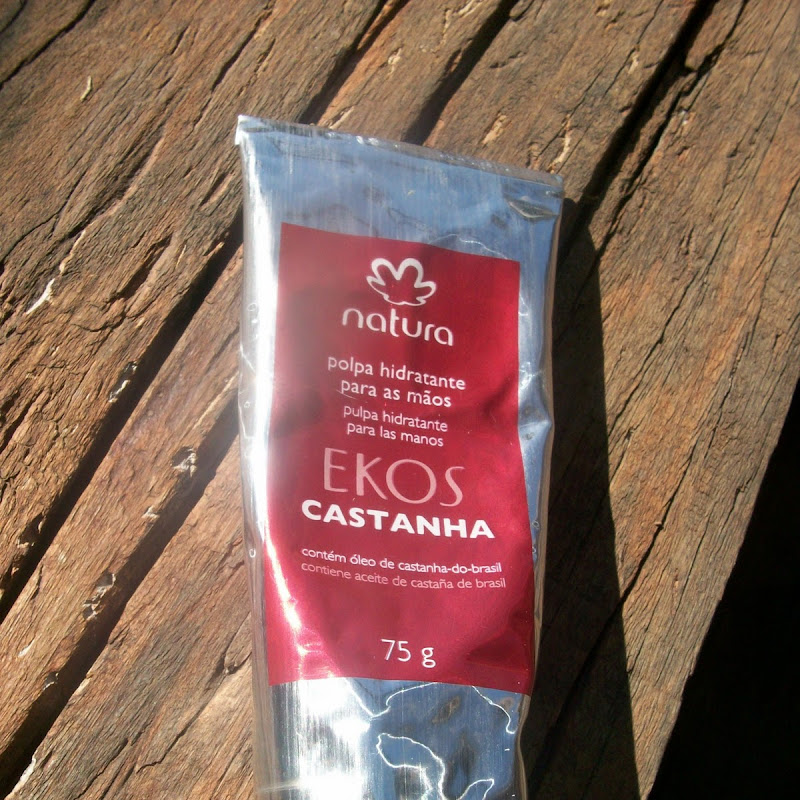 natura
polpa hidratante
para as mãos
pulpa hidratante
para las manos
EKOS
CASTANHA
contém óleo de castanha-do-brasil
contiene aceite de castaña de brasil
75 g